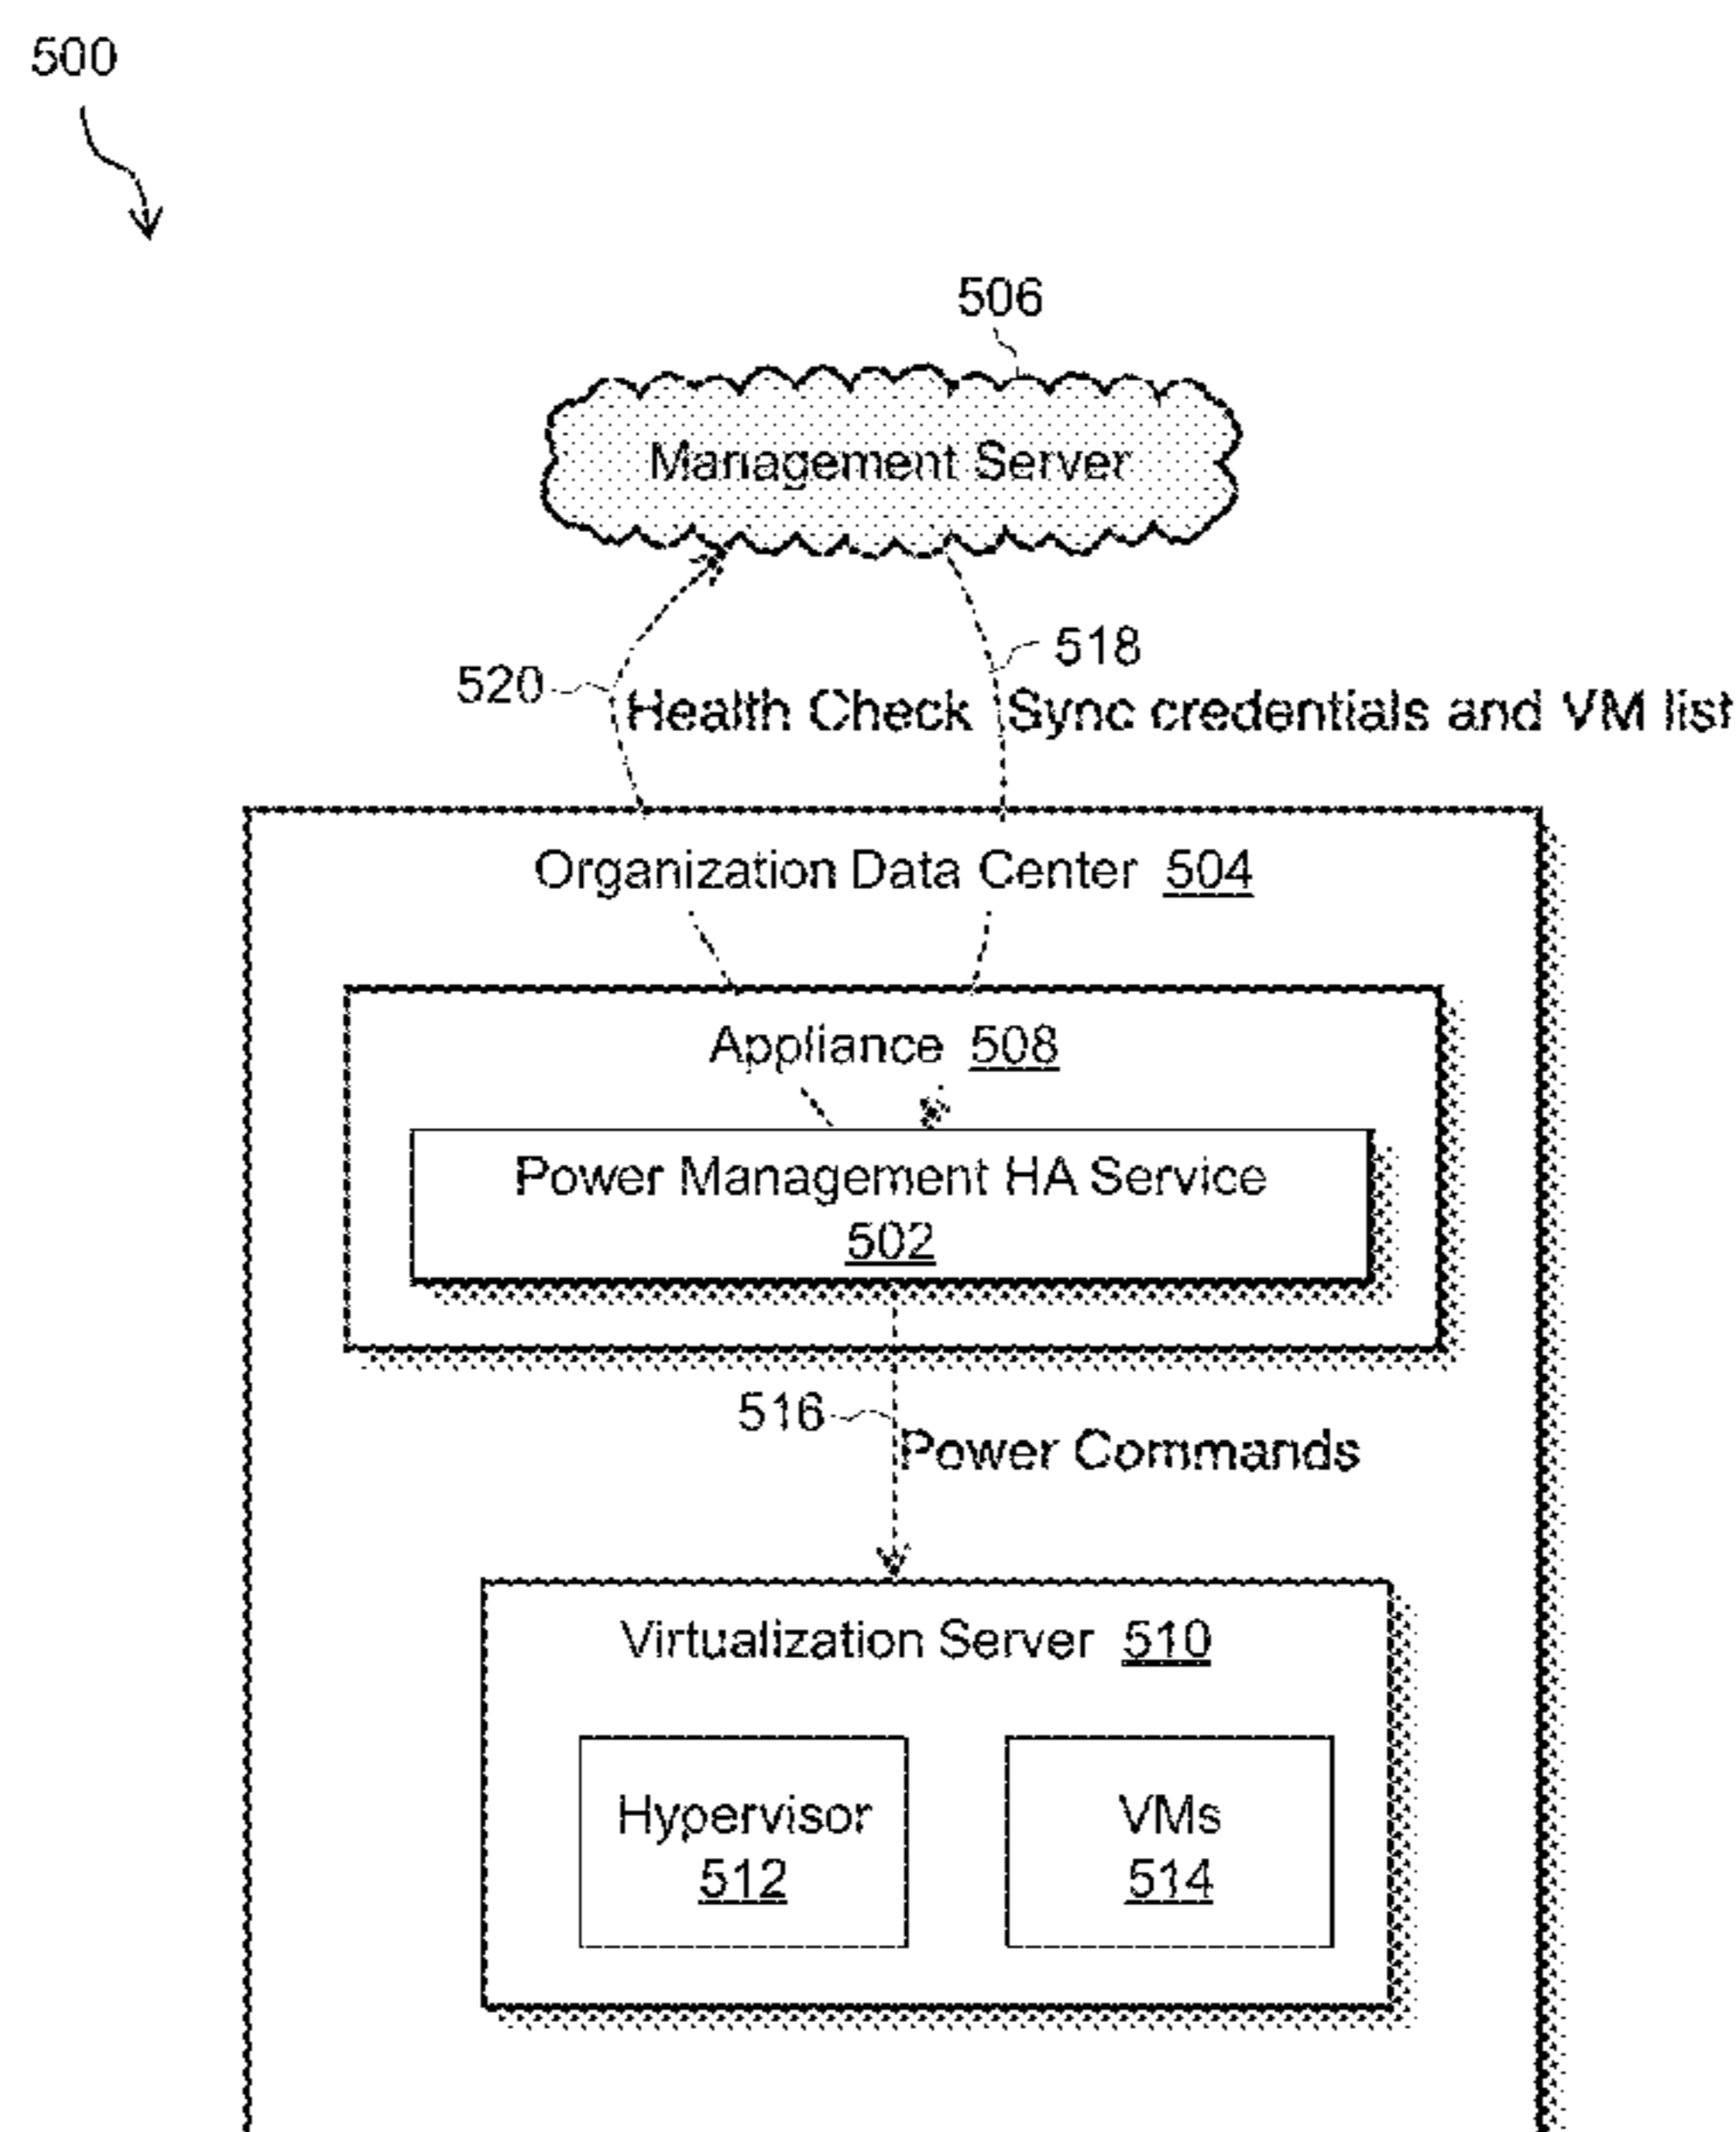 500
506
Management Server
518
520
Health Check
Sync credentials and VM list
Organization Data Center 504
Appliance 508
Power Management HA Service
502
516
Power Commands
Virtualization Server 510
Hypervisor
512
VMs
514